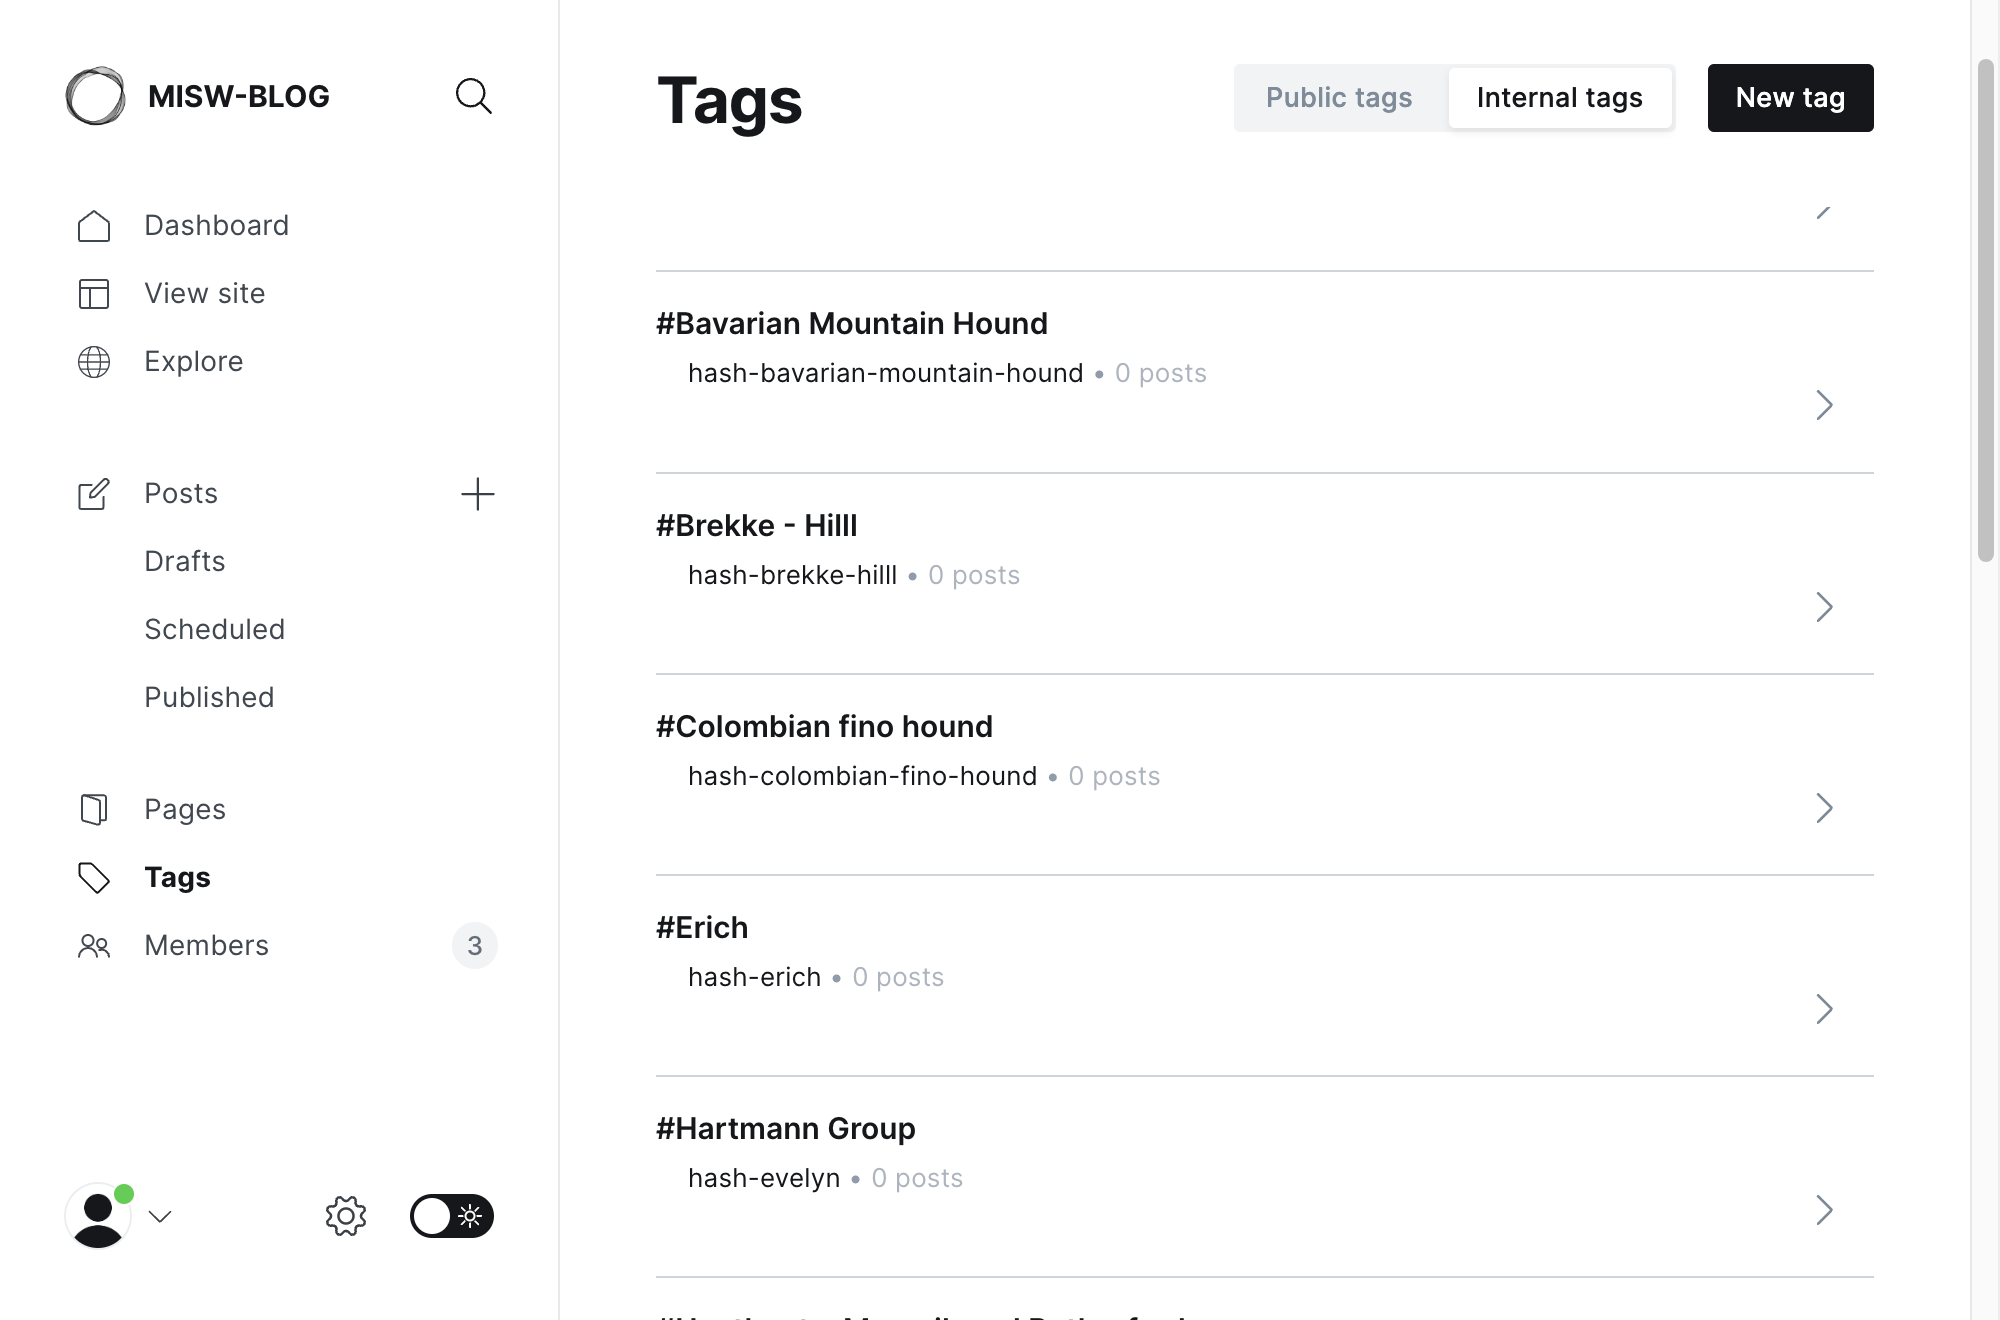 MISW-BLOG
Dashboard
View site
Explore
Posts
Drafts
Scheduled
Published
Pages
Tags
Members 3
Tags
Public tags Internal tags New tag
#Bavarian Mountain Hound
hash-bavarian-mountain-hound • 0 posts
#Brekke - Hilll
hash-brekke-hilll • 0 posts
#Colombian fino hound
hash-colombian-fino-hound • 0 posts
#Erich
hash-erich • 0 posts
#Hartmann Group
hash-evelyn • 0 posts